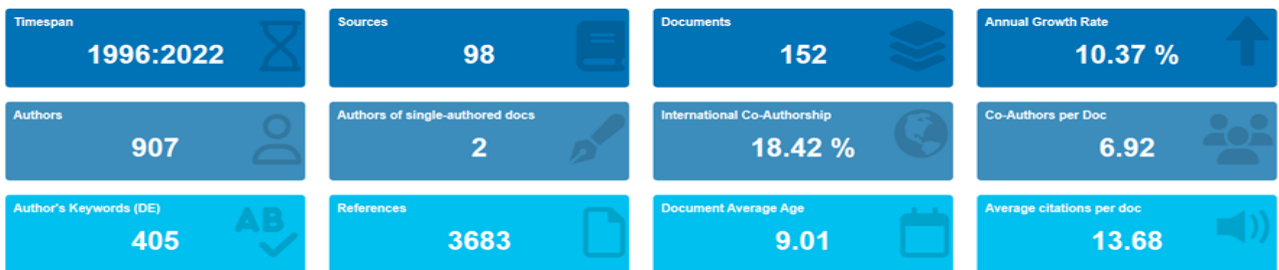 Timespan
1996:2022
Sources
98
Documents
152
Annual Growth Rate
10.37 %
Authors
907
Authors of single-authored docs
2
International Co-Authorship
18.42 %
Co-Authors per Doc
6.92
Author's Keywords (DE)
405
AB
References
3683
Document Average Age
9.01
Average citations per doc
13.68